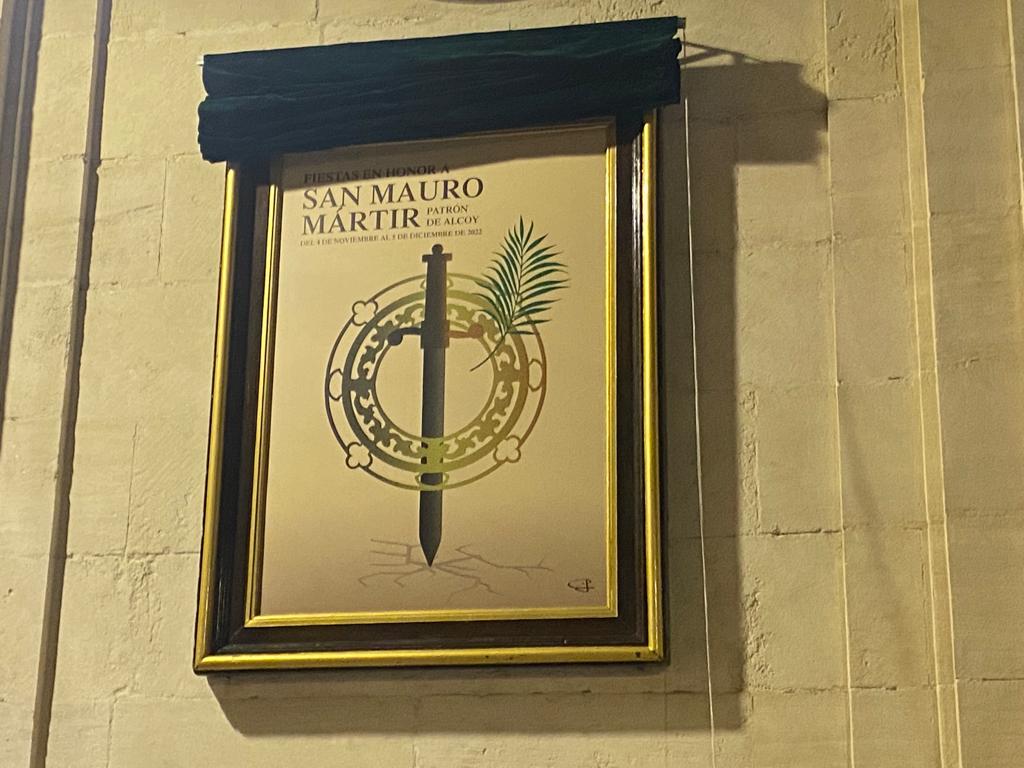 FIESTAS EN HONOR A
SAN MAURO
MÁRTIR PATRÓN DE ALCOY
DEL 4 DE NOVIEMBRE AL 5 DE DICIEMBRE DE 2022